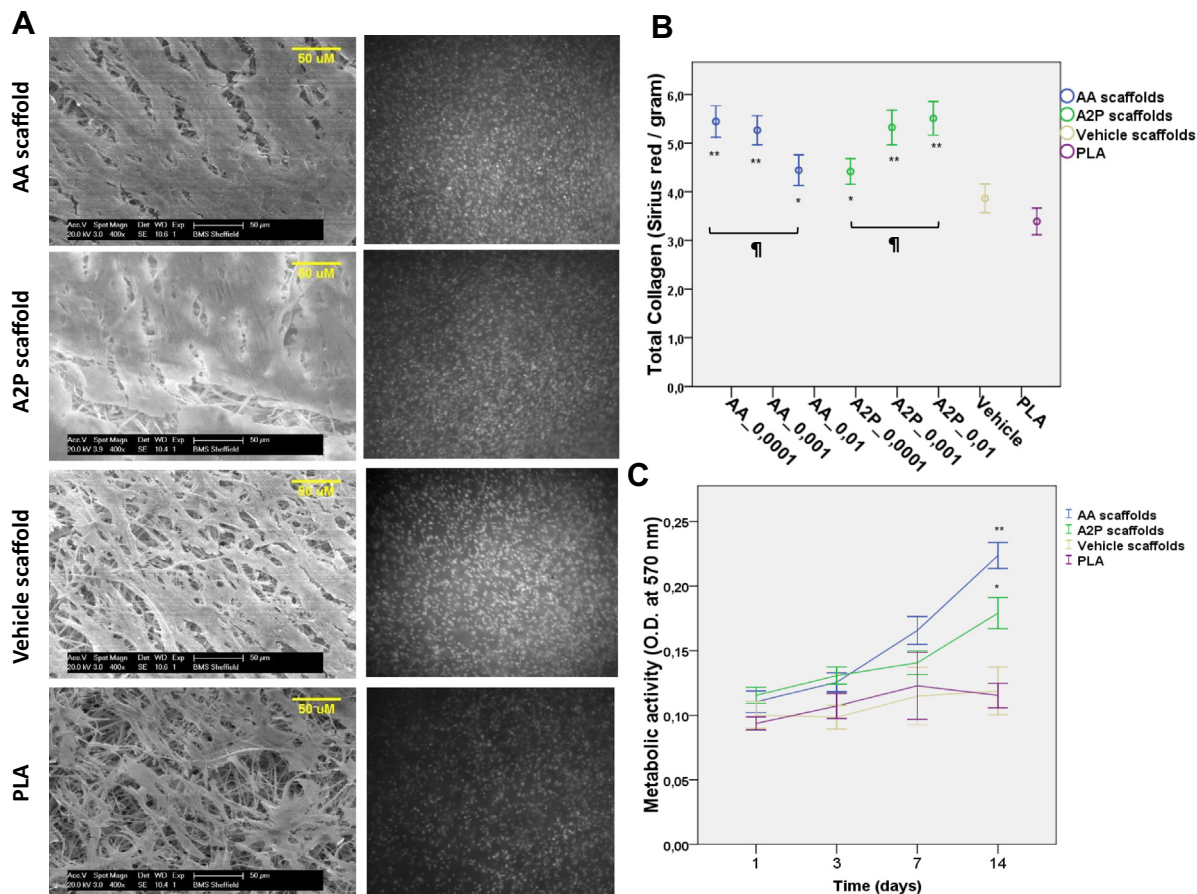 A
AA scaffold
50 uM
Acc.V Spot Magn Det WD Exp 50 µm
20.0 kV 3.0 400x SE 10.6 1 BMS Sheffield
A2P scaffold
50 uM
Acc.V Spot Magn Det WD Exp 50 µm
20.0 kV 3.9 400x SE 10.4 1 BMS Sheffield
Vehicle scaffold
50 uM
Acc.V Spot Magn Det WD Exp 50 µm
20.0 kV 3.0 400x SE 10.6 1 BMS Sheffield
PLA
50 uM
Acc.V Spot Magn Det WD Exp 50 µm
20.0 kV 3.0 400x SE 10.4 1 BMS Sheffield
B
Total Collagen (Sirius red / gram)
6,0
5,0
4,0
3,0
2,0
1,0
0,0
** ** * * ** **
¶ ¶
AA_0,0001
AA_0,001
AA_0,01
A2P_0,0001
A2P_0,001
A2P_0,01
Vehicle
PLA
AA scaffolds
A2P scaffolds
Vehicle scaffolds
PLA
C
Metabolic activity (O.D. at 570 nm)
0,25
0,20
0,15
0,10
0,05
0,00
**
*
1 3 7 14
Time (days)
AA scaffolds
A2P scaffolds
Vehicle scaffolds
PLA